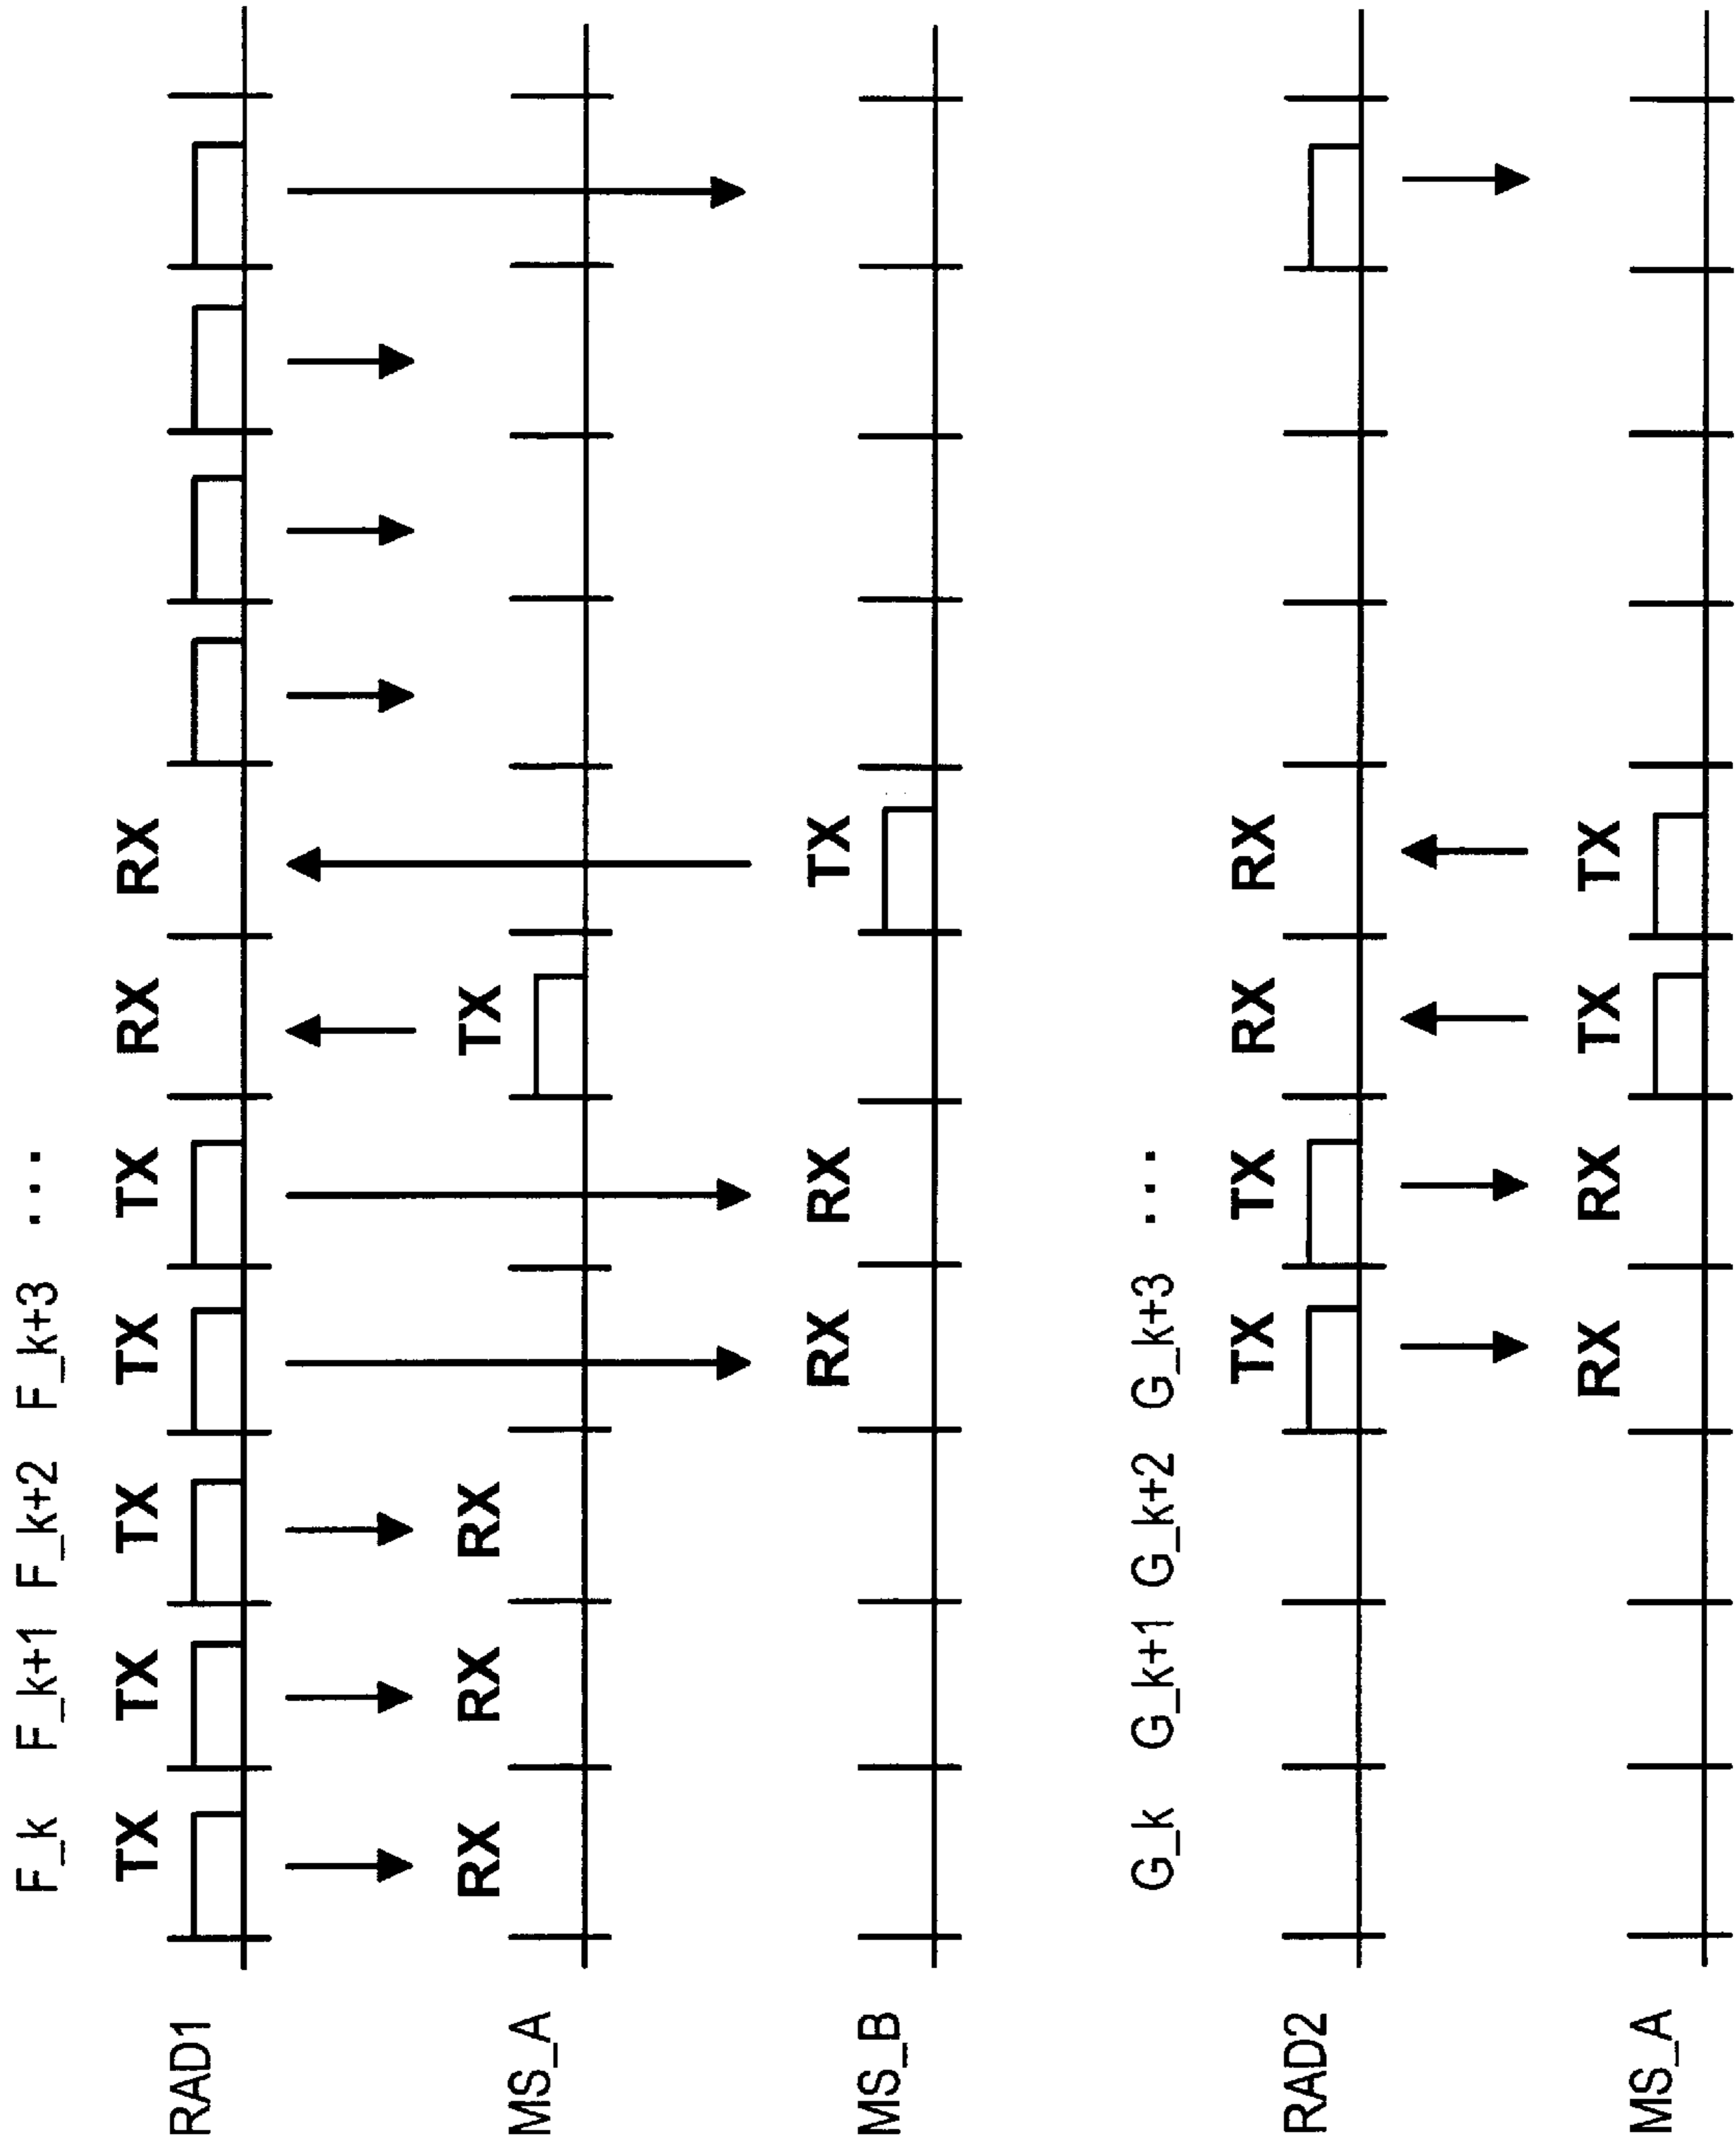 F_k F_k+1 F_k+2 F_k+3 ...
TX TX TX TX TX RX RX
RAD1
RX RX RX TX
MS_A
RX RX TX
MS_B
G_k G_k+1 G_k+2 G_k+3 ...
TX TX RX RX
RAD2
RX RX TX TX
MS_A